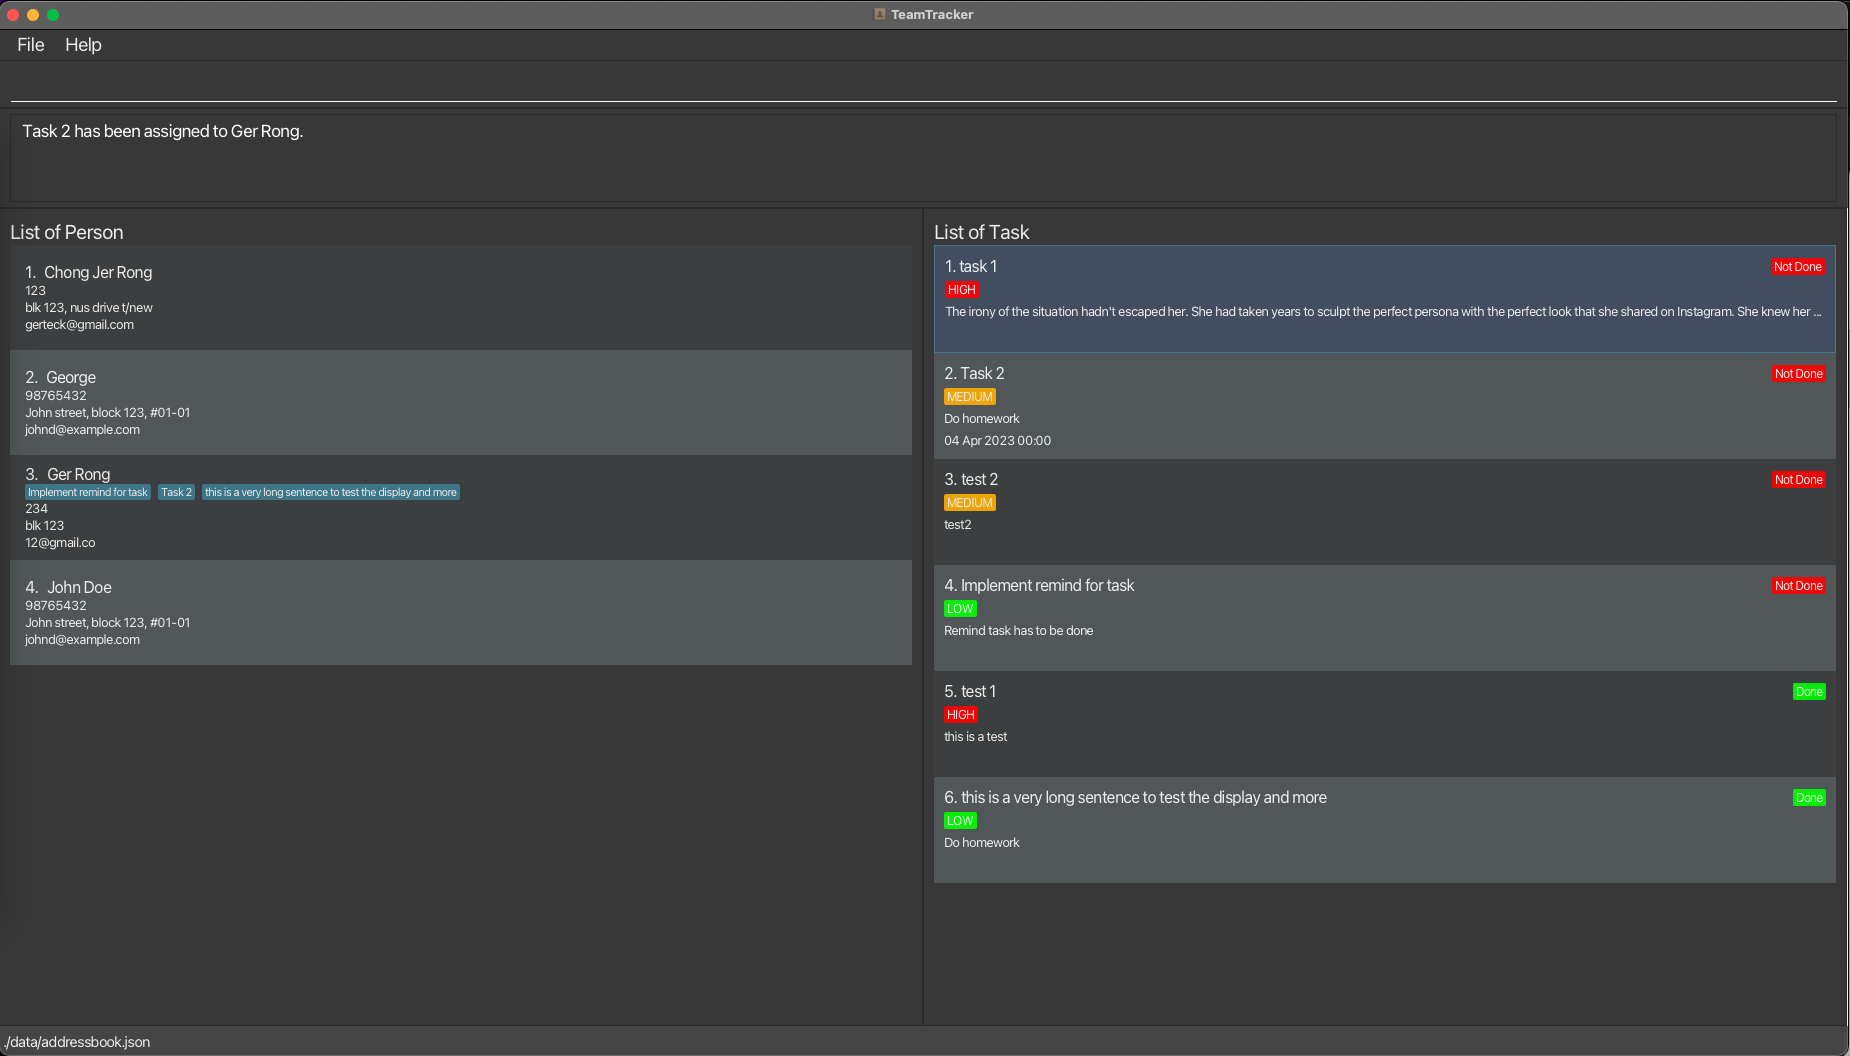 TeamTracker
File Help
Task 2 has been assigned to Ger Rong.
List of Person
1. Chong Jer Rong
123
blk 123, nus drive t/new
gerteck@gmail.com
2. George
98765432
John street, block 123, #01-01
johnd@example.com
3. Ger Rong
Implement remind for task Task 2 this is a very long sentence to test the display and more
234
blk 123
12@gmail.co
4. John Doe
98765432
John street, block 123, #01-01
johnd@example.com
List of Task
1. task 1 Not Done
HIGH
The irony of the situation hadn't escaped her. She had taken years to sculpt the perfect persona with the perfect look that she shared on Instagram. She knew her ...
2. Task 2 Not Done
MEDIUM
Do homework
04 Apr 2023 00:00
3. test 2 Not Done
MEDIUM
test2
4. Implement remind for task Not Done
LOW
Remind task has to be done
5. test 1 Done
HIGH
this is a test
6. this is a very long sentence to test the display and more Done
LOW
Do homework
./data/addressbook.json